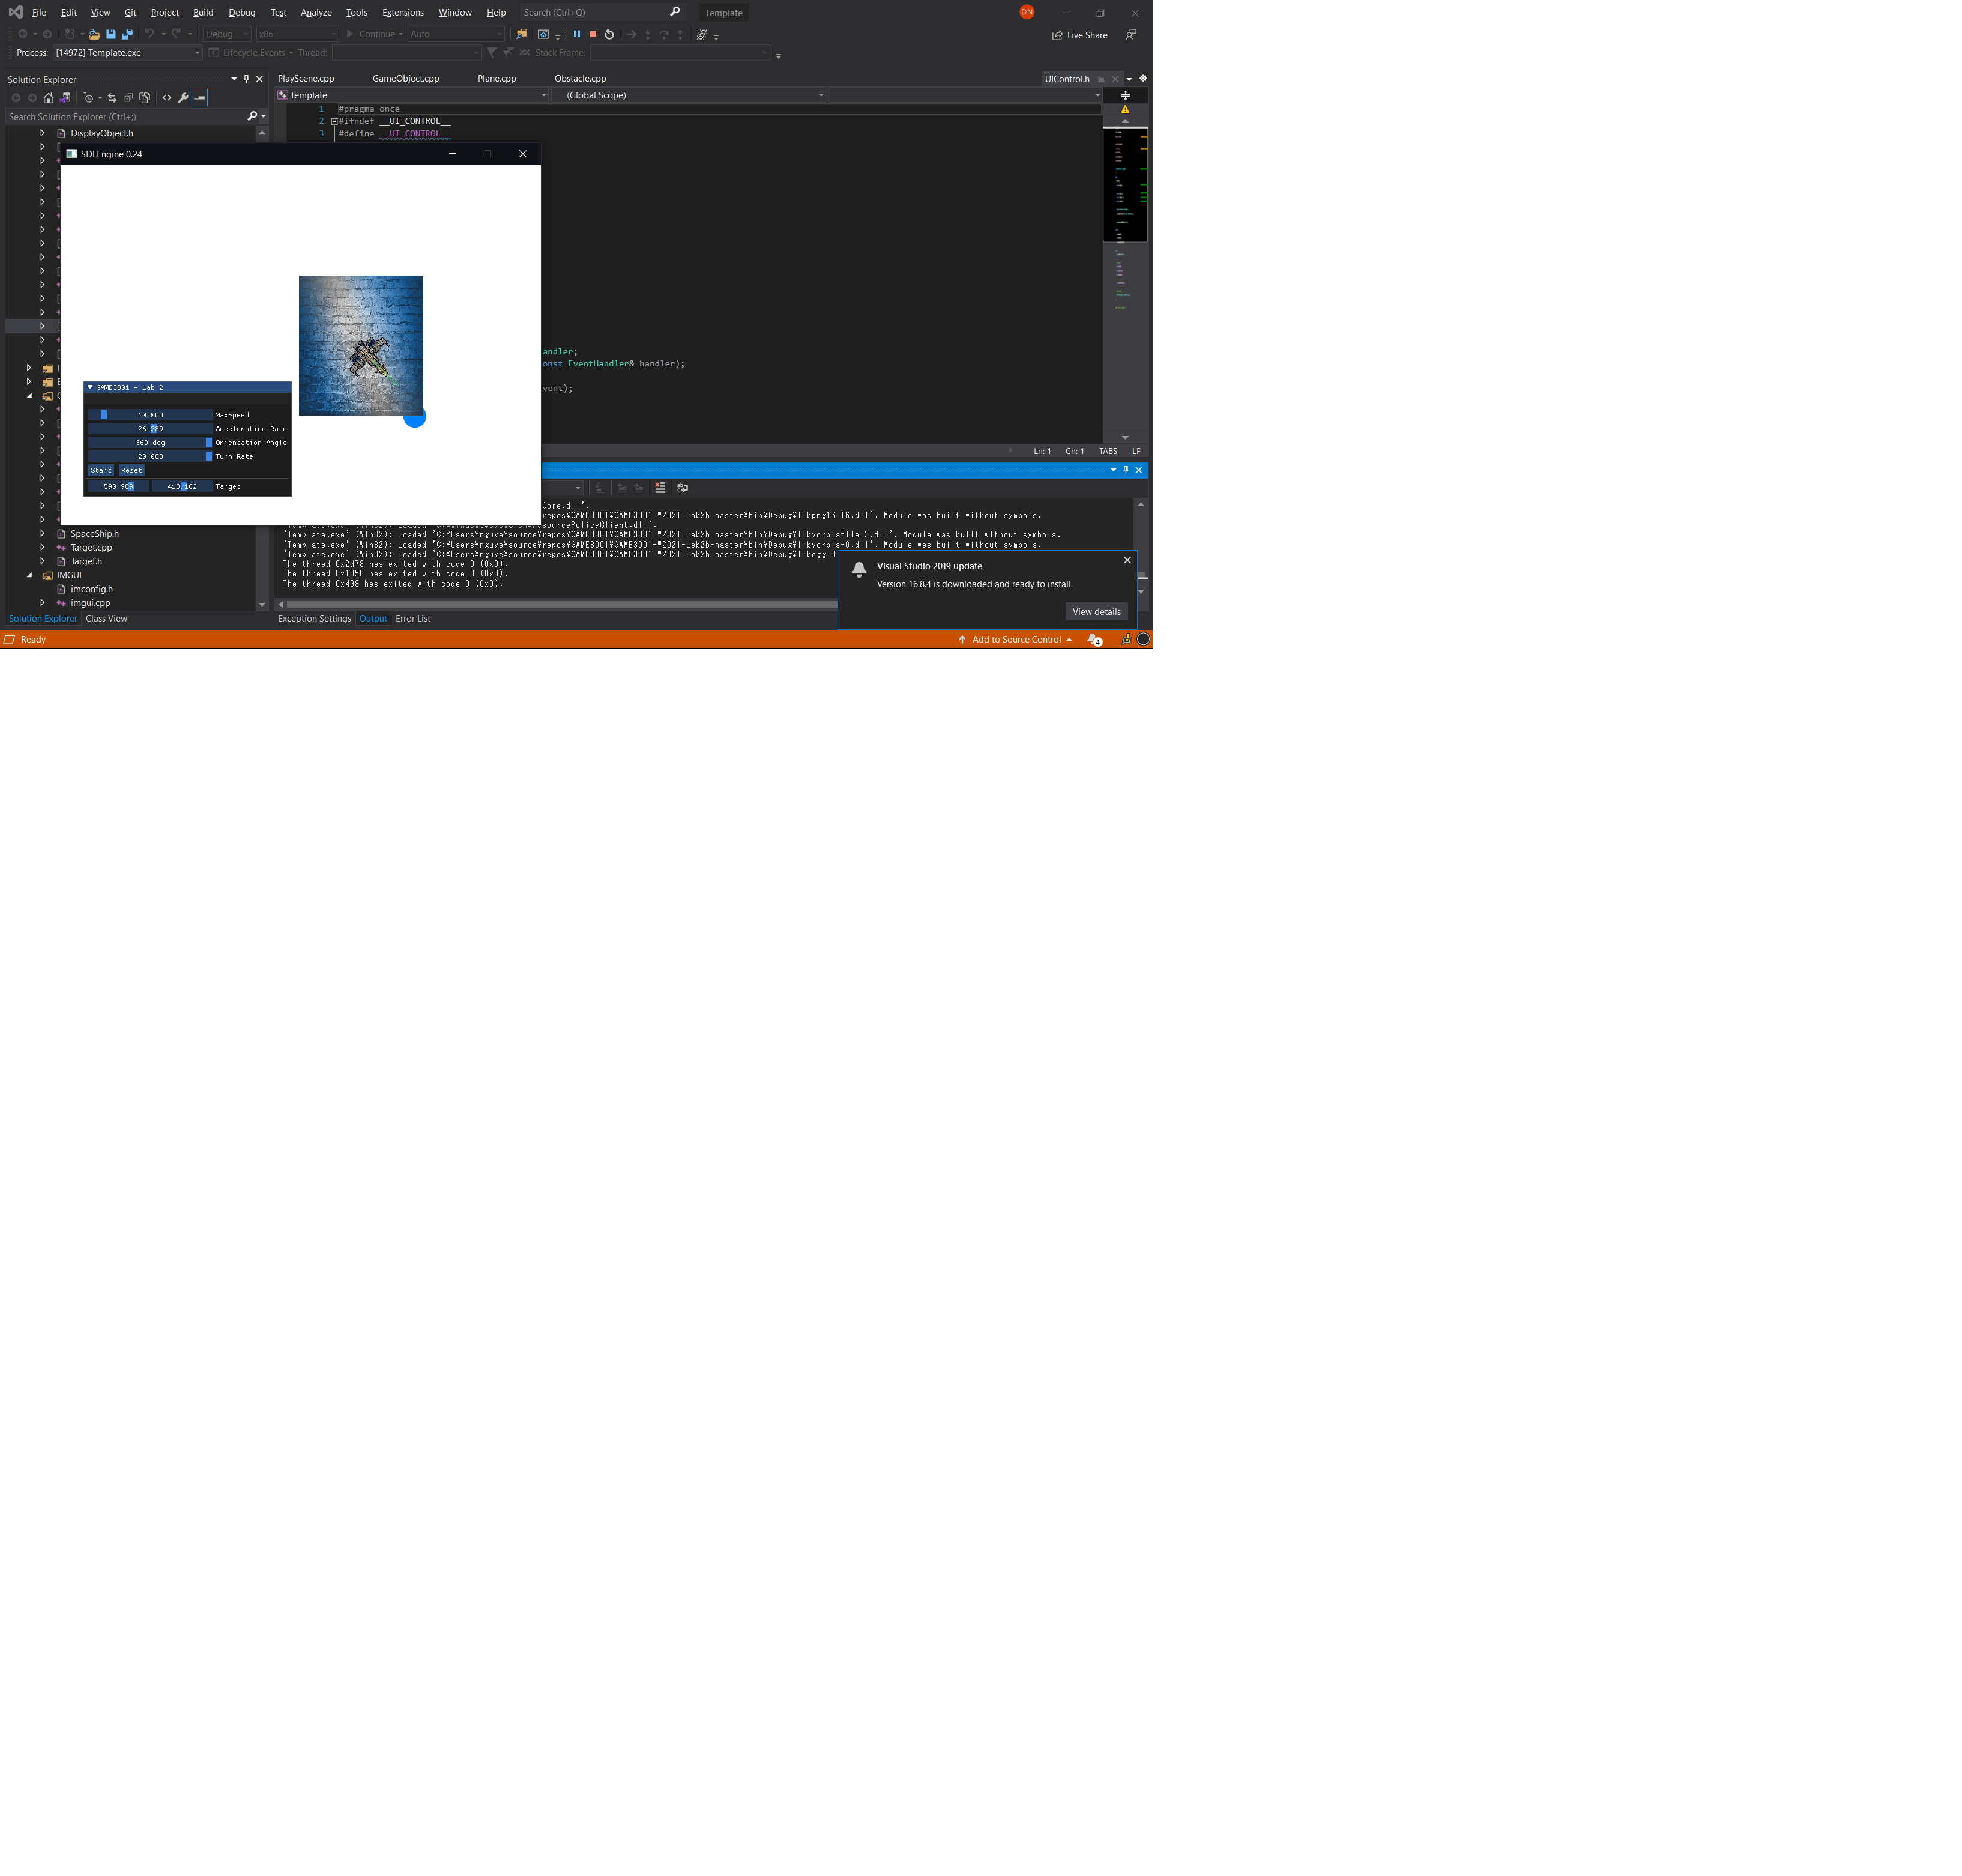 File Edit View Git Project Build Debug Test Analyze Tools Extensions Window Help Search (Ctrl+Q) Template DN
Debug x86 Continue Auto Live Share
Process: [14972] Template.exe Lifecycle Events Thread: Stack Frame:
Solution Explorer
Search Solution Explorer (Ctrl+;)
DisplayObject.h
SpaceShip.h
Target.cpp
Target.h
IMGUI
imconfig.h
imgui.cpp
Solution Explorer Class View
PlayScene.cpp GameObject.cpp Plane.cpp Obstacle.cpp UIControl.h
Template (Global Scope)
1 #pragma once
2 #ifndef __UI_CONTROL__
3 #define __UI_CONTROL__
andler;
onst EventHandler& handler);
vent);
Ln: 1 Ch: 1 TABS LF
SDLEngine 0.24
GAME3001 - Lab 2
10.000 MaxSpeed
26.289 Acceleration Rate
360 deg Orientation Angle
20.000 Turn Rate
Start Reset
590.909 418.182 Target
Core.dll'.
repos¥GAME3001¥GAME3001-W2021-Lab2b-master¥bin¥Debug¥libpng16-16.dll'. Module was built without symbols.
sourcePolicyClient.dll'.
'Template.exe' (Win32): Loaded 'C:¥Users¥nguye¥source¥repos¥GAME3001¥GAME3001-W2021-Lab2b-master¥bin¥Debug¥libvorbisfile-3.dll'. Module was built without symbols.
'Template.exe' (Win32): Loaded 'C:¥Users¥nguye¥source¥repos¥GAME3001¥GAME3001-W2021-Lab2b-master¥bin¥Debug¥libvorbis-0.dll'. Module was built without symbols.
'Template.exe' (Win32): Loaded 'C:¥Users¥nguye¥source¥repos¥GAME3001¥GAME3001-W2021-Lab2b-master¥bin¥Debug¥libogg-0
The thread 0x2d78 has exited with code 0 (0x0).
The thread 0x1058 has exited with code 0 (0x0).
The thread 0x498 has exited with code 0 (0x0).
Exception Settings Output Error List
Visual Studio 2019 update
Version 16.8.4 is downloaded and ready to install.
View details
Ready Add to Source Control 4